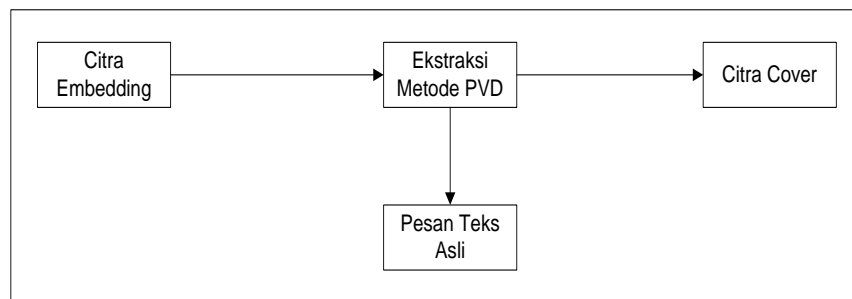 Citra
Embedding
Ekstraksi
Metode PVD
Citra Cover
Pesan Teks
Asli